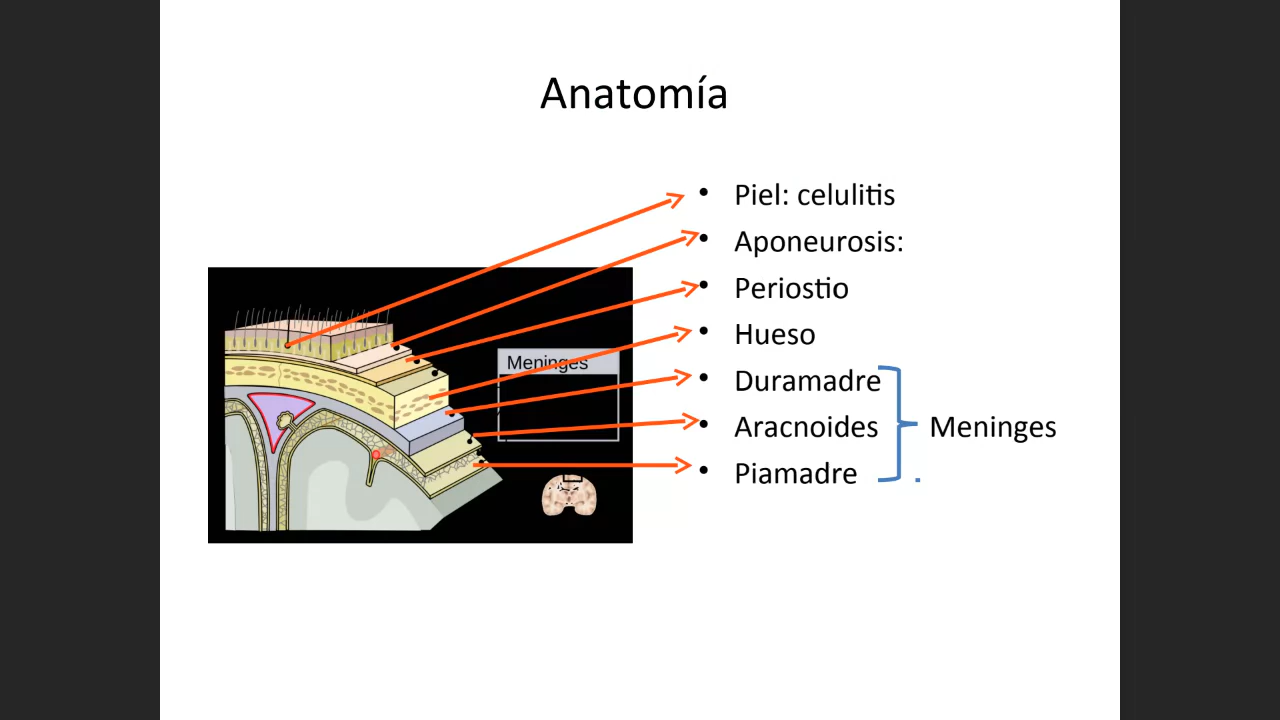 Anatomía
• Piel: celulitis
• Aponeurosis:
• Periostio
• Hueso
• Duramadre
• Aracnoides
• Piamadre
Meninges
Meninges